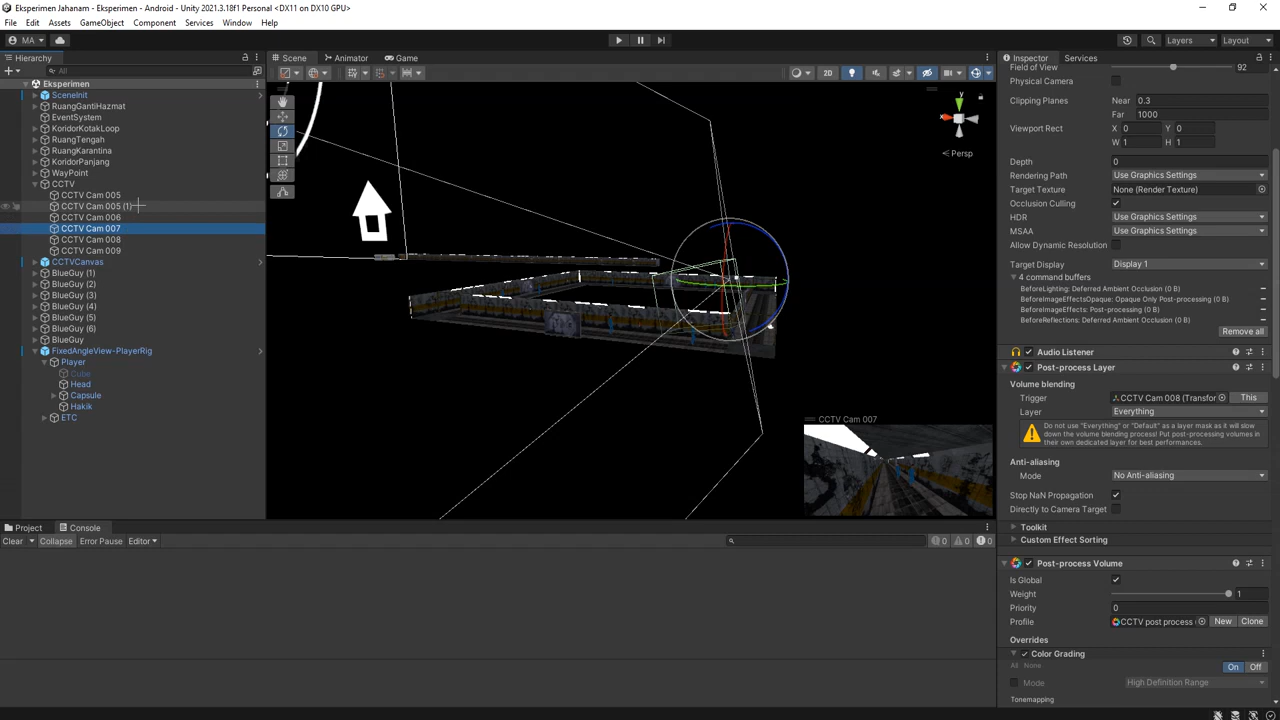 Eksperimen Jahanam - Eksperimen - Android - Unity 2021.3.18f1 Personal <DX11 on DX10 GPU>
File Edit Assets GameObject Component Services Window Help
MA Layers Layout
Hierarchy
All
Eksperimen
SceneInit
RuangGantiHazmat
EventSystem
KoridorKotakLoop
RuangTengah
RuangKarantina
KoridorPanjang
WayPoint
CCTV
CCTV Cam 005
CCTV Cam 005 (1)
CCTV Cam 006
CCTV Cam 007
CCTV Cam 008
CCTV Cam 009
CCTVCanvas
BlueGuy (1)
BlueGuy (2)
BlueGuy (3)
BlueGuy (4)
BlueGuy (5)
BlueGuy (6)
BlueGuy
FixedAngleView-PlayerRig
Player
Cube
Head
Capsule
Hakik
ETC
Scene Animator Game
2D
y
x
Persp
CCTV Cam 007
Project Console
Clear Collapse Error Pause Editor 0 0 0
Inspector Services
Field of View 92
Physical Camera
Clipping Planes Near 0.3
Far 1000
Viewport Rect X 0 Y 0
W 1 H 1
Depth 0
Rendering Path Use Graphics Settings
Target Texture None (Render Texture)
Occlusion Culling
HDR Use Graphics Settings
MSAA Use Graphics Settings
Allow Dynamic Resolution
Target Display Display 1
4 command buffers
BeforeLighting: Deferred Ambient Occlusion (0 B)
BeforeImageEffectsOpaque: Opaque Only Post-processing (0 B)
BeforeImageEffects: Post-processing (0 B)
BeforeReflections: Deferred Ambient Occlusion (0 B)
Remove all
Audio Listener
Post-process Layer
Volume blending
Trigger CCTV Cam 008 (Transfor This
Layer Everything
Do not use "Everything" or "Default" as a layer mask as it will slow
down the volume blending process! Put post-processing volumes in
their own dedicated layer for best performances.
Anti-aliasing
Mode No Anti-aliasing
Stop NaN Propagation
Directly to Camera Target
Toolkit
Custom Effect Sorting
Post-process Volume
Is Global
Weight 1
Priority 0
Profile CCTV post process New Clone
Overrides
Color Grading
All None On Off
Mode High Definition Range
Tonemapping